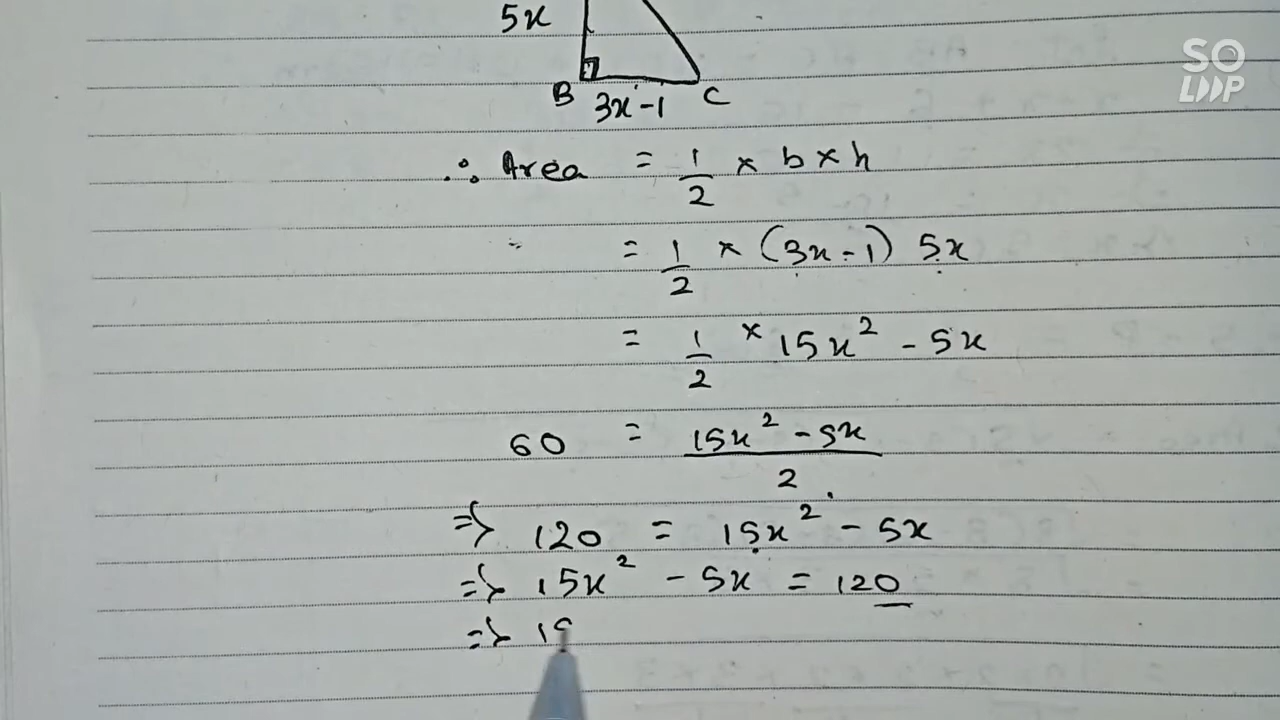 5x
SO
LOOP
B 3x-1 C
∴ Area = 1/2 × b × h
= 1/2 × (3x-1) 5x
= 1/2 × 15x² - 5x
60 = 15x² - 5x / 2
=> 120 = 15x² - 5x
=> 15x² - 5x = 120
=> 15